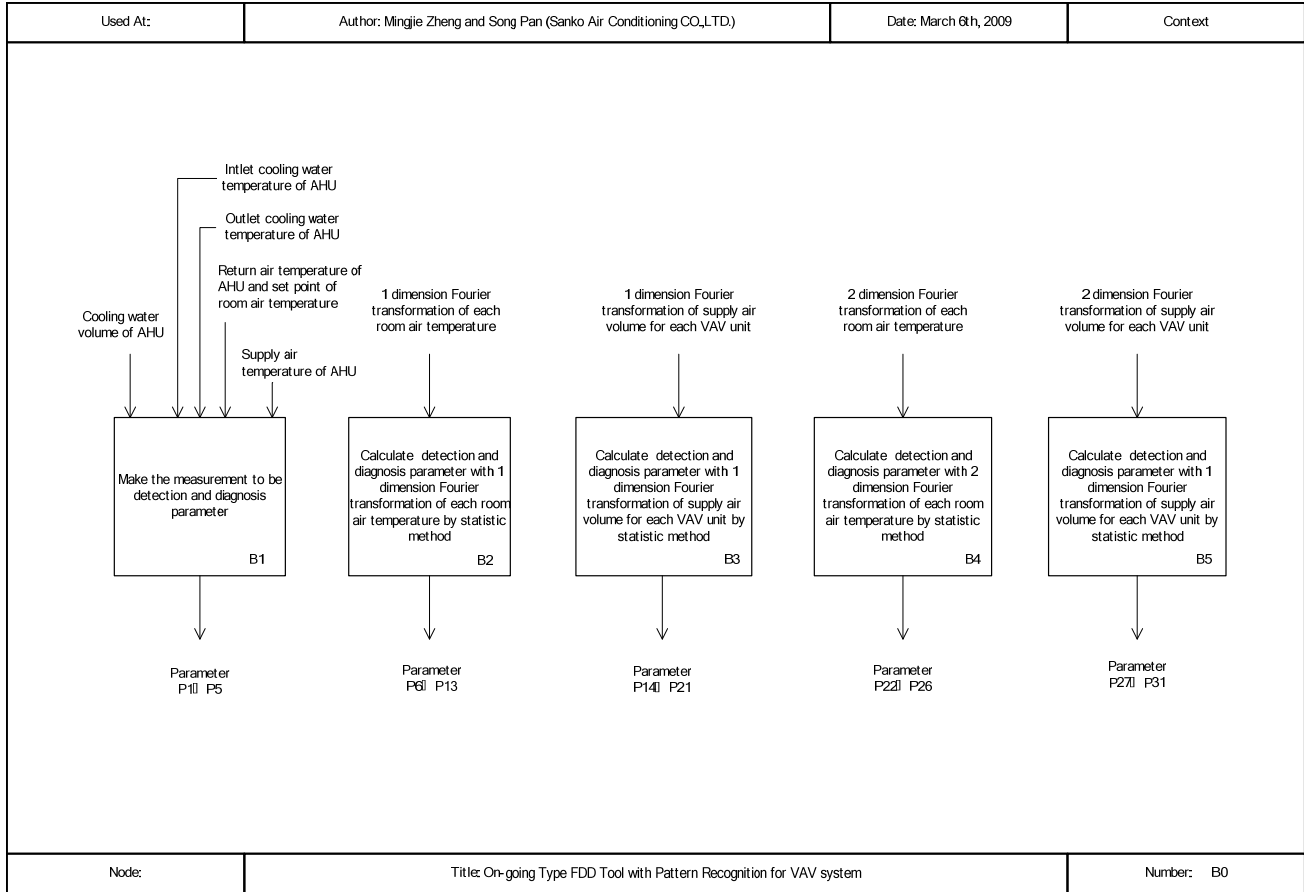 Used At:
Author: Mingjie Zheng and Song Pan (Sanko Air Conditioning CO.,LTD.)
Date: March 6th, 2009
Context
Intlet cooling water
temperature of AHU
Outlet cooling water
temperature of AHU
Return air temperature of
AHU and set point of
room air temperature
Cooling water
volume of AHU
Supply air
temperature of AHU
1 dimension Fourier
transformation of each
room air temperature
1 dimension Fourier
transformation of supply air
volume for each VAV unit
2 dimension Fourier
transformation of each
room air temperature
2 dimension Fourier
transformation of supply air
volume for each VAV unit
Make the measurement to be
detection and diagnosis
parameter
B1
Calculate detection and
diagnosis parameter with 1
dimension Fourier
transformation of each room
air temperature by statistic
method
B2
Calculate detection and
diagnosis parameter with 1
dimension Fourier
transformation of supply air
volume for each VAV unit by
statistic method
B3
Calculate detection and
diagnosis parameter with 2
dimension Fourier
transformation of each room
air temperature by statistic
method
B4
Calculate detection and
diagnosis parameter with 1
dimension Fourier
transformation of supply air
volume for each VAV unit by
statistic method
B5
Parameter
P1▯ P5
Parameter
P6▯ P13
Parameter
P14▯ P21
Parameter
P22▯ P26
Parameter
P27▯ P31
Node:
Title: On-going Type FDD Tool with Pattern Recognition for VAV system
Number: B0